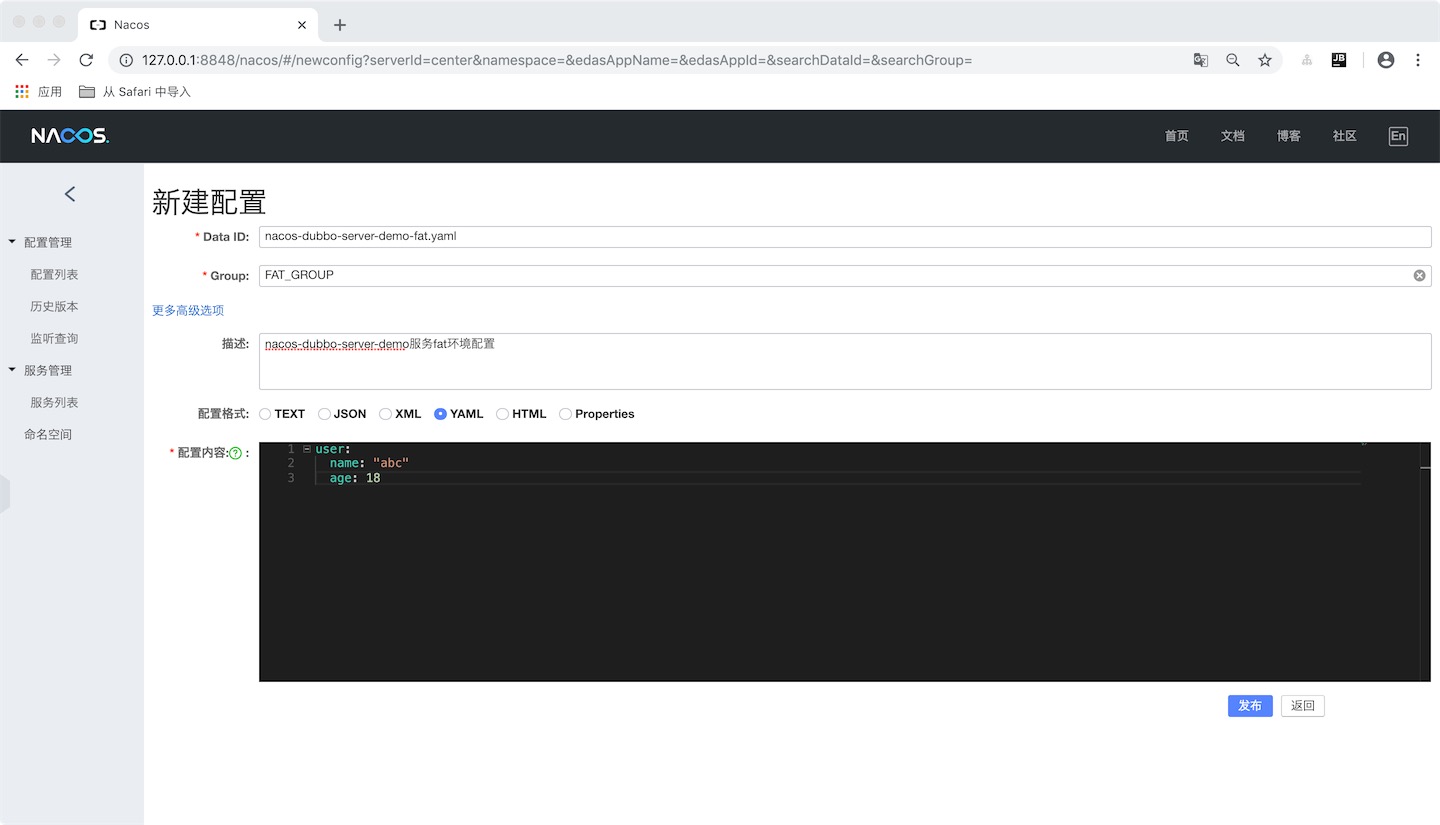 Nacos
127.0.0.1:8848/nacos/#/newconfig?serverId=center&namespace=&edasAppName=&edasAppId=&searchDataId=&searchGroup=
JB
应用 从 Safari 中导入
NACOS. 首页 文档 博客 社区 En
新建配置
* Data ID: nacos-dubbo-server-demo-fat.yaml
配置管理
* Group: FAT_GROUP
配置列表
历史版本
更多高级选项
监听查询
描述: nacos-dubbo-server-demo服务fat环境配置
服务管理
服务列表
配置格式: TEXT JSON XML YAML HTML Properties
命名空间
* 配置内容? :
1 user:
2 name: "abc"
3 age: 18
发布 返回